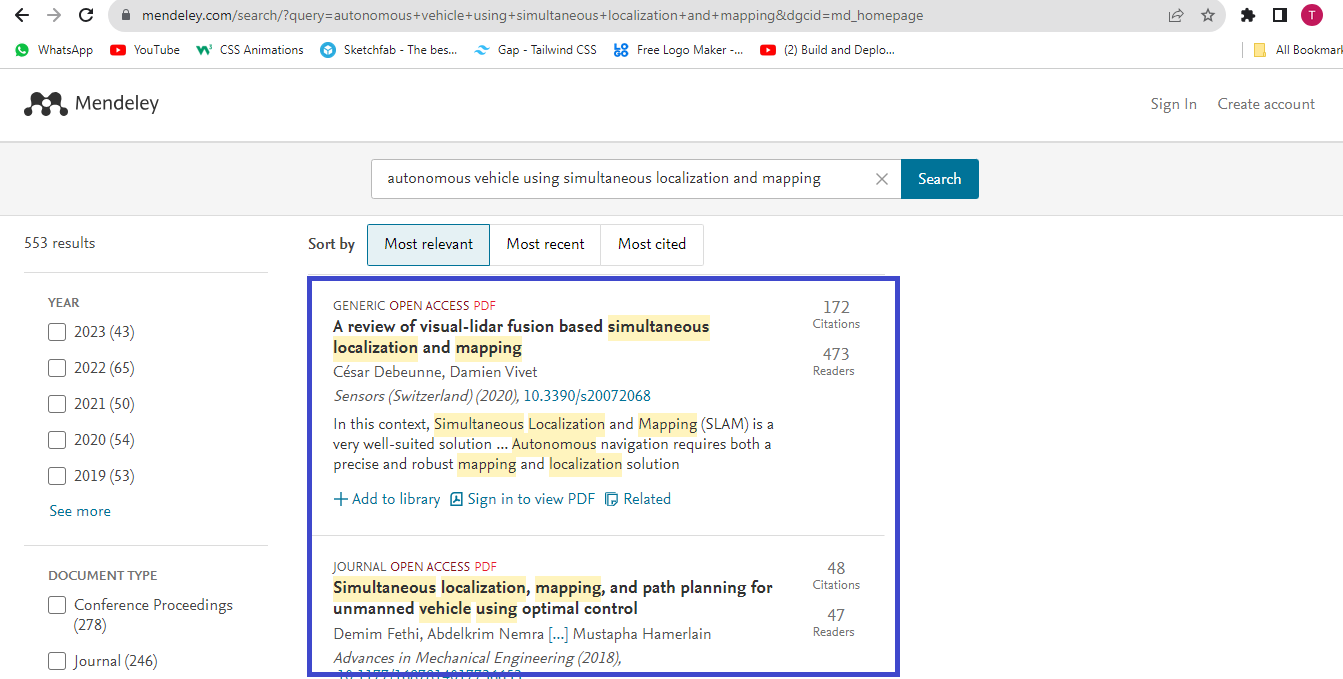 mendeley.com/search/?query=autonomous+vehicle+using+simultaneous+localization+and+mapping&dgcid=md_homepage
T
WhatsApp YouTube CSS Animations Sketchfab - The bes... Gap - Tailwind CSS Free Logo Maker -... (2) Build and Deplo... All Bookmark
Mendeley
Sign In Create account
autonomous vehicle using simultaneous localization and mapping
Search
553 results
Sort by Most relevant Most recent Most cited
YEAR
2023 (43)
2022 (65)
2021 (50)
2020 (54)
2019 (53)
See more
DOCUMENT TYPE
Conference Proceedings
(278)
Journal (246)
GENERIC OPEN ACCESS PDF
A review of visual-lidar fusion based simultaneous
localization and mapping
César Debeunne, Damien Vivet
Sensors (Switzerland) (2020), 10.3390/s20072068
In this context, Simultaneous Localization and Mapping (SLAM) is a
very well-suited solution ... Autonomous navigation requires both a
precise and robust mapping and localization solution
Add to library Sign in to view PDF Related
172
Citations
473
Readers
JOURNAL OPEN ACCESS PDF
Simultaneous localization, mapping, and path planning for
unmanned vehicle using optimal control
Demim Fethi, Abdelkrim Nemra [...] Mustapha Hamerlain
Advances in Mechanical Engineering (2018),
48
Citations
47
Readers